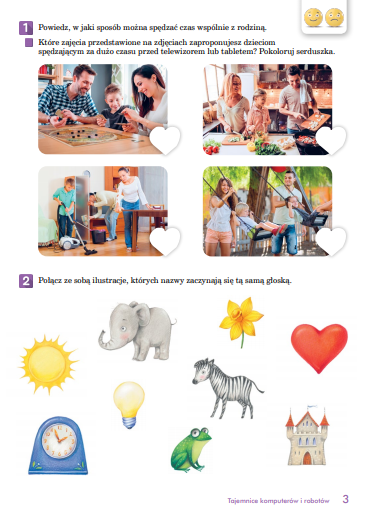 1 Powiedz, w jaki sposób można spędzać czas wspólnie z rodziną.
Które zajęcia przedstawione na zdjęciach zaproponujesz dzieciom
spędzającym za dużo czasu przed telewizorem lub tabletem? Pokoloruj serduszka.
2 Połącz ze sobą ilustracje, których nazwy zaczynają się tą samą głoską.
Tajemnice komputerów i robotów 3